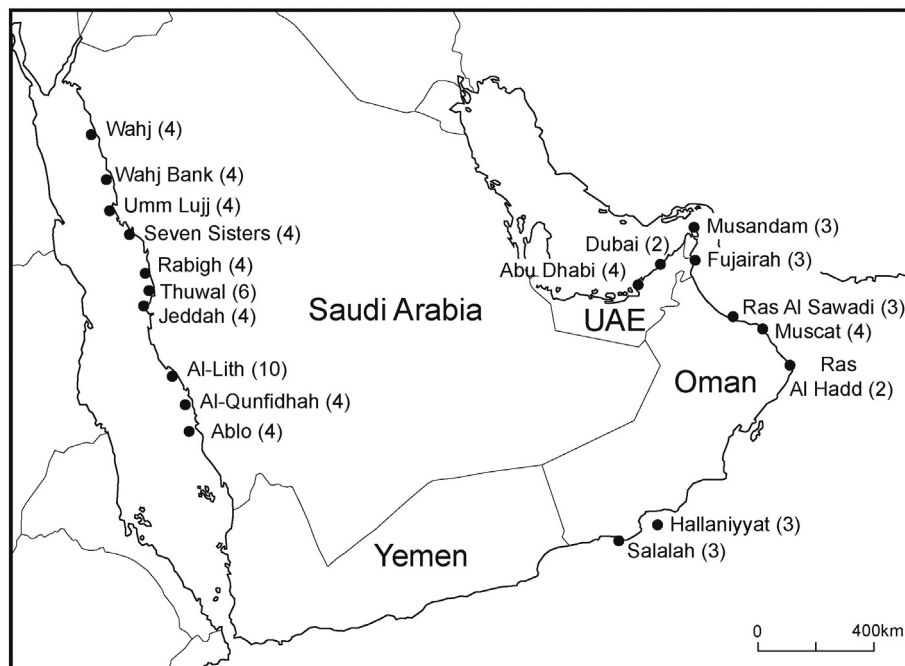 Wahj (4)
Wahj Bank (4)
Umm Lujj (4)
Seven Sisters (4)
Rabigh (4)
Thuwal (6)
Jeddah (4)
Al-Lith (10)
Al-Qunfidhah (4)
Ablo (4)
Saudi Arabia
Yemen
Dubai (2)
Abu Dhabi (4)
UAE
Musandam (3)
Fujairah (3)
Ras Al Sawadi (3)
Muscat (4)
Ras
Al Hadd (2)
Oman
Hallaniyyat (3)
Salalah (3)
0 400km